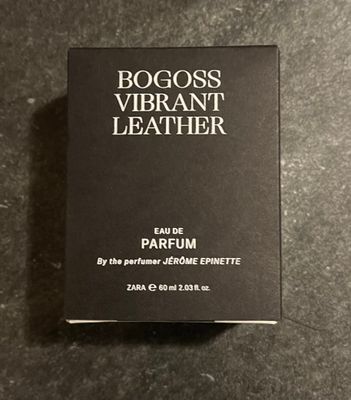 BOGOSS
VIBRANT
LEATHER
EAU DE
PARFUM
By the perfumer JÉRÔME EPINETTE
ZARA ℮ 60 ml 2.03 fl. oz.